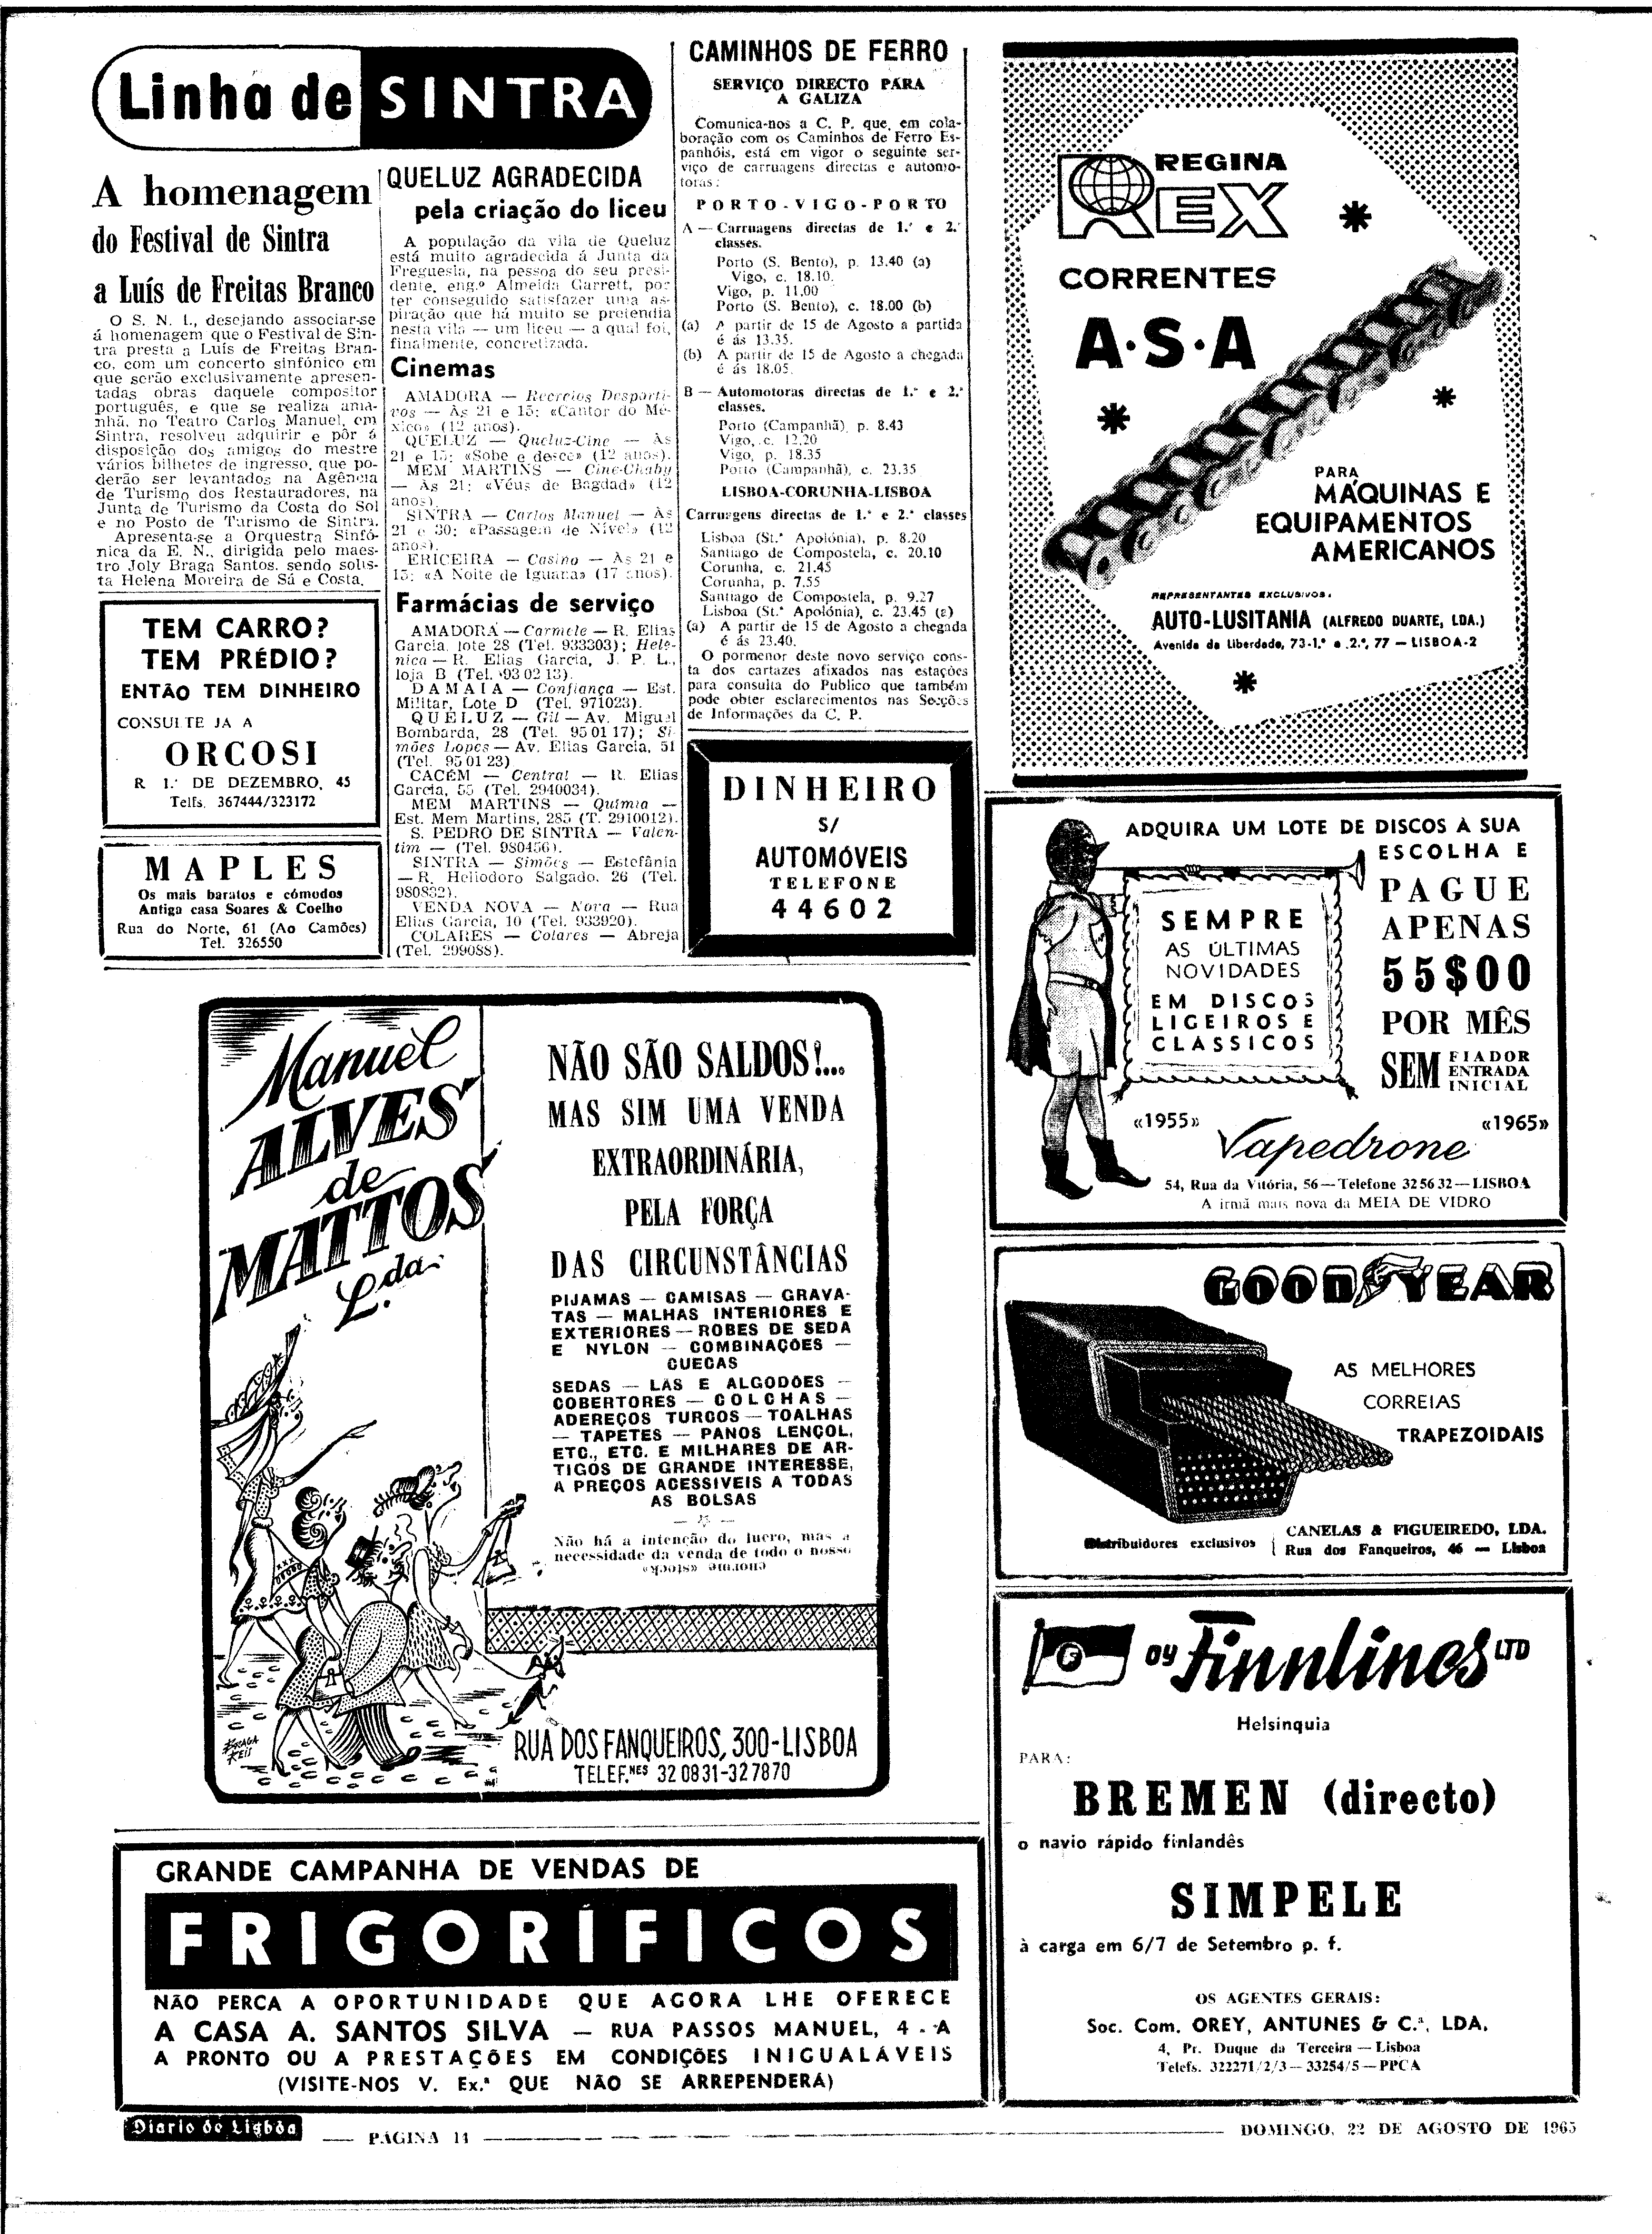 Linha de SINTRA
A homenagem
do Festival de Sintra
a Luís de Freitas Branco
O S. N. I., desejando associar-se
á homenagem que o Festival de Sin-
tra presta a Luís de Freitas Bran-
co, com um concerto sinfónico em
que serão exclusivamente apresen-
tadas obras daquele compositor
português, e que se realiza ama-
nhã, no Teatro Carlos Manuel, em
Sintra, resolveu adquirir e pôr á
disposição dos amigos do mestre
vários bilhetes de ingresso, que po-
derão ser levantados na Agência
de Turismo dos Restauradores, na
Junta de Turismo da Costa do Sol
e no Posto de Turismo de Sintra.
Apresenta-se a Orquestra Sinfó-
nica da E. N., dirigida pelo maes-
tro Joly Braga Santos, sendo solis-
ta Helena Moreira de Sá e Costa.
TEM CARRO?
TEM PRÉDIO?
ENTÃO TEM DINHEIRO
CONSULTE JA A
ORCOSI
R 1.º DE DEZEMBRO, 45
Telfs. 367444/323172
MAPLES
Os mais baratos e cómodos
Antiga casa Soares & Coelho
Rua do Norte, 61 (Ao Camões)
Tel. 326550
QUELUZ AGRADECIDA
pela criação do liceu
A população da vila de Queluz
está muito agradecida á Junta da
Freguesia, na pessoa do seu presi-
dente, eng.º Almeida Garrett, por
ter conseguido satisfazer uma as-
piração que há muito se pretendia
nesta vila — um liceu — a qual foi,
finalmente, concretizada.
Cinemas
AMADORA — Recreios Desparti-
vos — Às 21 e 15: «Cantor do Mé-
xico» (12 anos).
QUELUZ — Queluz-Cine — Às
21 e 15: «Sobe e desce» (12 anos).
MEM MARTINS — Cine-Chaby
— Às 21: «Véus de Bagdad» (12
anos).
SINTRA — Carlos Manuel — Às
21 e 30: «Passagem de Nível» (12
anos).
ERICEIRA — Casino — Às 21 e
15: «A Noite de Iguana» (17 anos).
Farmácias de serviço
AMADORA — Carmele — R. Elias
Garcia, lote 28 (Tel. 933303); Hele-
nica — R. Elias Garcia, J. P. L.,
loja B (Tel. 93 02 13).
DAMAIA — Confiança — Est.
Militar, Lote D (Tel. 971023).
QUELUZ — Gil — Av. Miguel
Bombarda, 28 (Tel. 95 01 17); Si-
mões Lopes — Av. Elias Garcia, 51
(Tel. 95 01 23)
CACÉM — Central — R. Elias
Garcia, 55 (Tel. 2940034).
MEM MARTINS — Química —
Est. Mem Martins, 285 (T. 2910012).
S. PEDRO DE SINTRA — Valen-
tim — (Tel. 980456).
SINTRA — Simões — Estefânia
— R. Heliodoro Salgado, 26 (Tel.
980832).
VENDA NOVA — Nova — Rua
Elias Garcia, 10 (Tel. 933920).
COLARES — Colares — Abreja
(Tel. 299088).
CAMINHOS DE FERRO
SERVIÇO DIRECTO PARA
A GALIZA
Comunica-nos a C. P. que, em cola-
boração com os Caminhos de Ferro Es-
panhóis, está em vigor o seguinte ser-
viço de carruagens directas e automo-
toras:
PORTO-VIGO-PORTO
A — Carruagens directas de 1.ª e 2.ª
classes.
Porto (S. Bento), p. 13.40 (a)
Vigo, c. 18.10.
Vigo, p. 11.00
Porto (S. Bento), c. 18.00 (b)
(a) A partir de 15 de Agosto a partida
é ás 13.35.
(b) A partir de 15 de Agosto a chegada
é ás 18.05.
B — Automotoras directas de 1.ª e 2.ª
classes.
Porto (Campanhã), p. 8.43
Vigo, c. 12.20
Vigo, p. 18.35
Porto (Campanhã), c. 23.35
LISBOA-CORUNHA-LISBOA
Carruagens directas de 1.ª e 2.ª classes
Lisboa (St.ª Apolónia), p. 8.20
Santiago de Compostela, c. 20.10
Corunha, c. 21.45
Corunha, p. 7.55
Santiago de Compostela, p. 9.27
Lisboa (St.ª Apolónia), c. 23.45 (a)
(a) A partir de 15 de Agosto a chegada
é ás 23.40.
O pormenor deste novo serviço cons-
ta dos cartazes afixados nas estações
para consulta do Publico que também
pode obter esclarecimentos nas Secções
de Informações da C. P.
DINHEIRO
S/
AUTOMÓVEIS
TELEFONE
44602
REGINA
REX
CORRENTES
A·S·A
PARA
MÁQUINAS E
EQUIPAMENTOS
AMERICANOS
REPRESENTANTES EXCLUSIVOS:
AUTO-LUSITANIA (ALFREDO DUARTE, LDA.)
Avenida da Liberdade, 73-1.º e 2.º, 77 — LISBOA-2
ADQUIRA UM LOTE DE DISCOS À SUA
ESCOLHA E
PAGUE
APENAS
55$00
POR MÊS
SEM FIADOR
ENTRADA
INICIAL
SEMPRE
AS ÚLTIMAS
NOVIDADES
EM DISCOS
LIGEIROS E
CLÁSSICOS
«1955» «1965»
Vapedrone
54, Rua da Vitória, 56 — Telefone 32 56 32 — LISBOA
A irmã mais nova da MEIA DE VIDRO
GOOD YEAR
AS MELHORES
CORREIAS
TRAPEZOIDAIS
Distribuidores exclusivos
CANELAS & FIGUEIREDO, LDA.
Rua dos Fanqueiros, 46 — Lisboa
F
OY Finnlines LTD
Helsinquia
PARA:
BREMEN (directo)
o navio rápido finlandês
SIMPELE
à carga em 6/7 de Setembro p. f.
OS AGENTES GERAIS:
Soc. Com. OREY, ANTUNES & C.ª, LDA.
4, Pr. Duque da Terceira — Lisboa
Telefs. 322271/2/3 — 33254/5 — PPCA
Manuel
ALVES
de
MATTOS
L.da
NÃO SÃO SALDOS!...
MAS SIM UMA VENDA
EXTRAORDINÁRIA,
PELA FORÇA
DAS CIRCUNSTÂNCIAS
PIJAMAS — CAMISAS — GRAVA-
TAS — MALHAS INTERIORES E
EXTERIORES — ROBES DE SEDA
E NYLON — COMBINAÇÕES —
CUECAS
SEDAS — LÃS E ALGODÕES —
COBERTORES — COLCHAS —
ADEREÇOS TURCOS — TOALHAS
— TAPETES — PANOS LENÇOL,
ETC., ETC. E MILHARES DE AR-
TIGOS DE GRANDE INTERESSE,
A PREÇOS ACESSÍVEIS A TODAS
AS BOLSAS
Não há a intenção do lucro, mas a
necessidade da venda de todo o nosso
enorme «stock»
BRAGA
REIS
RUA DOS FANQUEIROS, 300-LISBOA
TELEF.NES 32 0831-32 7870
GRANDE CAMPANHA DE VENDAS DE
FRIGORÍFICOS
NÃO PERCA A OPORTUNIDADE QUE AGORA LHE OFERECE
A CASA A. SANTOS SILVA — RUA PASSOS MANUEL, 4-A
A PRONTO OU A PRESTAÇÕES EM CONDIÇÕES INIGUALÁVEIS
(VISITE-NOS V. Ex.ª QUE NÃO SE ARREPENDERÁ)
Diario de Lisbôa — PÁGINA 14 — DOMINGO, 22 DE AGOSTO DE 1965